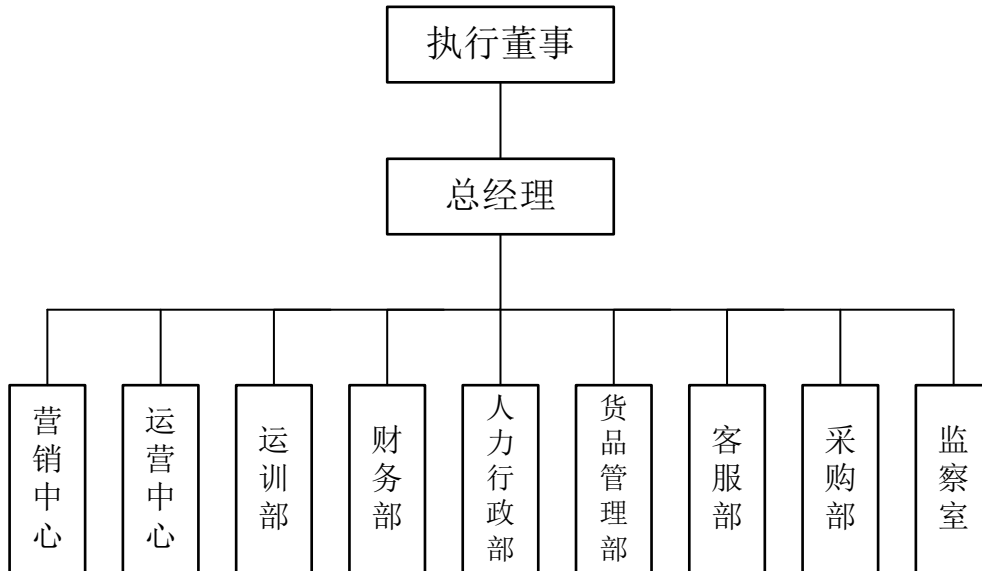 执行董事
总经理
营销中心
运营中心
运训部
财务部
人力行政部
货品管理部
客服部
采购部
监察室